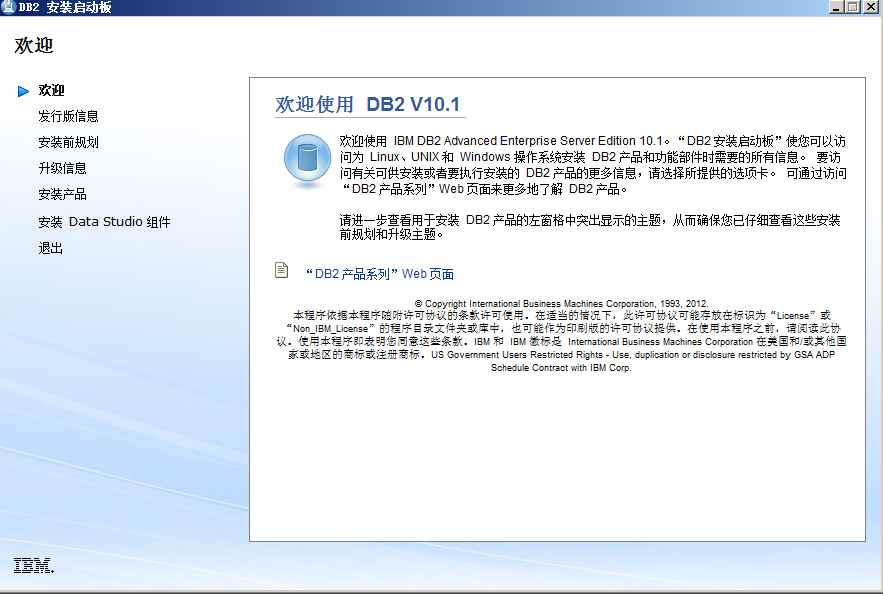 DB2 安装启动板
欢迎
欢迎
发行版信息
安装前规划
升级信息
安装产品
安装 Data Studio 组件
退出
欢迎使用 DB2 V10.1
欢迎使用 IBM DB2 Advanced Enterprise Server Edition 10.1。“DB2 安装启动板”使您可以访
问为 Linux、UNIX 和 Windows 操作系统安装 DB2 产品和功能部件时需要的所有信息。 要访
问有关可供安装或者要执行安装的 DB2 产品的更多信息，请选择所提供的选项卡。 可通过访问
“DB2 产品系列”Web 页面来更多地了解 DB2 产品。
请进一步查看用于安装 DB2 产品的左窗格中突出显示的主题，从而确保您已仔细查看这些安装
前规划和升级主题。
“DB2 产品系列”Web 页面
© Copyright International Business Machines Corporation, 1993, 2012.
本程序依据本程序随附许可协议的条款许可使用。在适当的情况下，此许可协议可能存放在标识为“License”或
“Non_IBM_License”的程序目录文件夹或库中，也可能作为印刷版的许可协议提供。在使用本程序之前，请阅读此协
议。使用本程序即表明您同意这些条款。IBM 和 IBM 徽标是 International Business Machines Corporation 在美国和/或其他国
家或地区的商标或注册商标。US Government Users Restricted Rights - Use, duplication or disclosure restricted by GSA ADP
Schedule Contract with IBM Corp.
IBM.